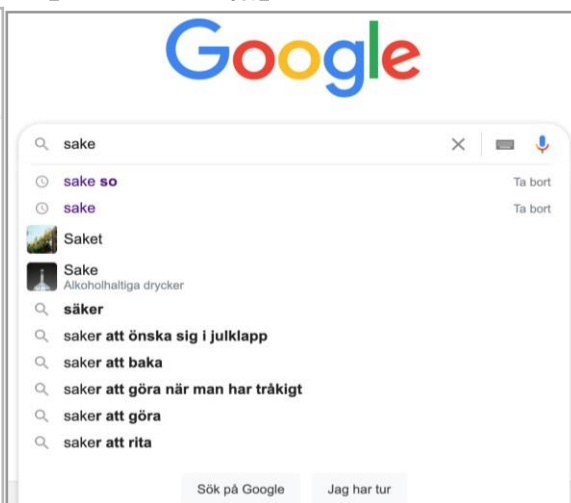 Google
sake
sake so Ta bort
sake Ta bort
Saket
Sake
Alkoholhaltiga drycker
säker
saker att önska sig i julklapp
saker att baka
saker att göra när man har tråkigt
saker att göra
saker att rita
Sök på Google Jag har tur